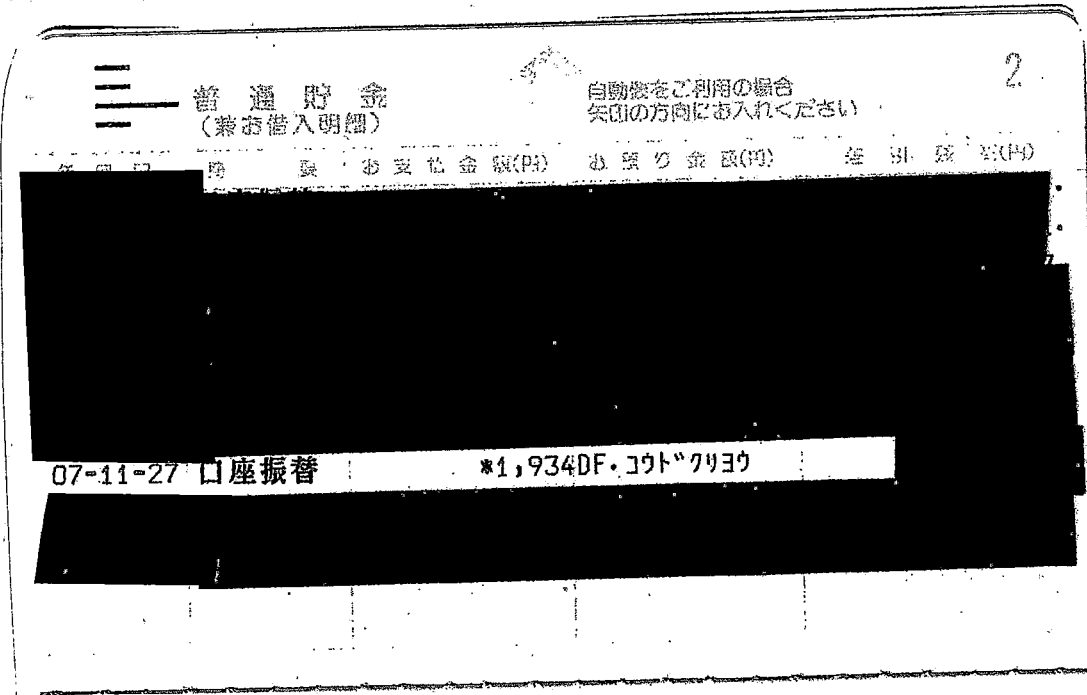 2
普通貯金
自動機をご利用の場合
(兼お借入明細)
矢印の方向にお入れください
お支払金額(円) お預り金額(円) 差引残高(円)
07-11-27 口座振替 *1,934DF.コウドクリヨウ